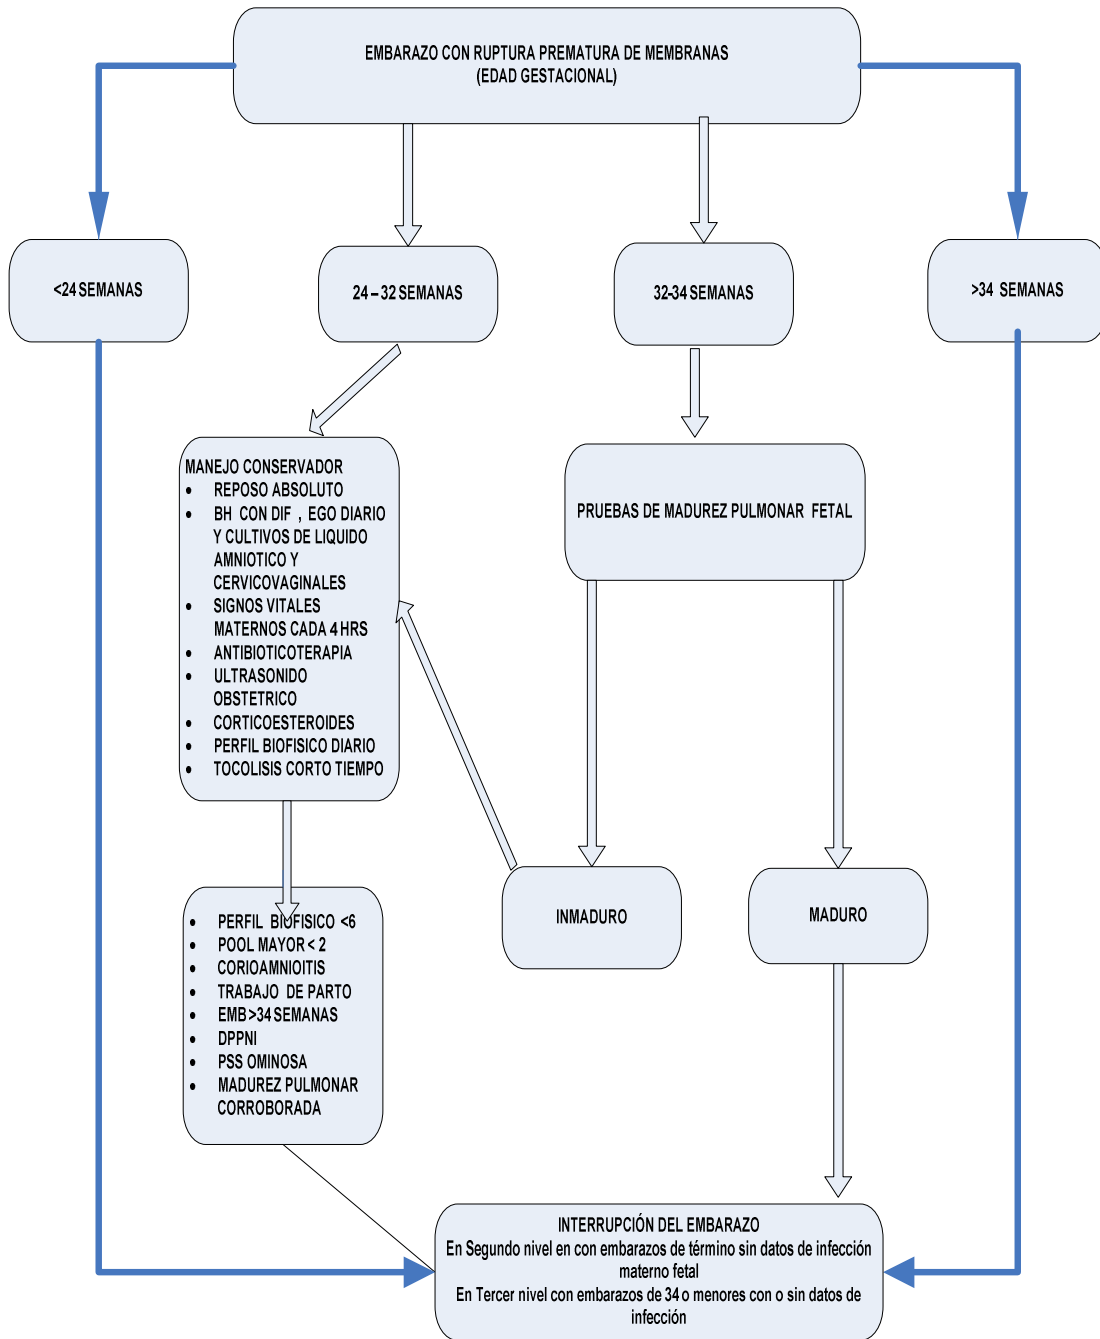 EMBARAZO CON RUPTURA PREMATURA DE MEMBRANAS
(EDAD GESTACIONAL)
<24 SEMANAS
24 – 32 SEMANAS
32-34 SEMANAS
>34 SEMANAS
MANEJO CONSERVADOR
• REPOSO ABSOLUTO
• BH CON DIF , EGO DIARIO
Y CULTIVOS DE LIQUIDO
AMNIOTICO Y
CERVICOVAGINALES
• SIGNOS VITALES
MATERNOS CADA 4 HRS
• ANTIBIOTICOTERAPIA
• ULTRASONIDO
OBSTETRICO
• CORTICOESTEROIDES
• PERFIL BIOFISICO DIARIO
• TOCOLISIS CORTO TIEMPO
PRUEBAS DE MADUREZ PULMONAR FETAL
INMADURO
MADURO
• PERFIL BIOFISICO <6
• POOL MAYOR < 2
• CORIOAMNIOITIS
• TRABAJO DE PARTO
• EMB >34 SEMANAS
• DPPNI
• PSS OMINOSA
• MADUREZ PULMONAR
CORROBORADA
INTERRUPCIÓN DEL EMBARAZO
En Segundo nivel en con embarazos de término sin datos de infección
materno fetal
En Tercer nivel con embarazos de 34 o menores con o sin datos de
infección